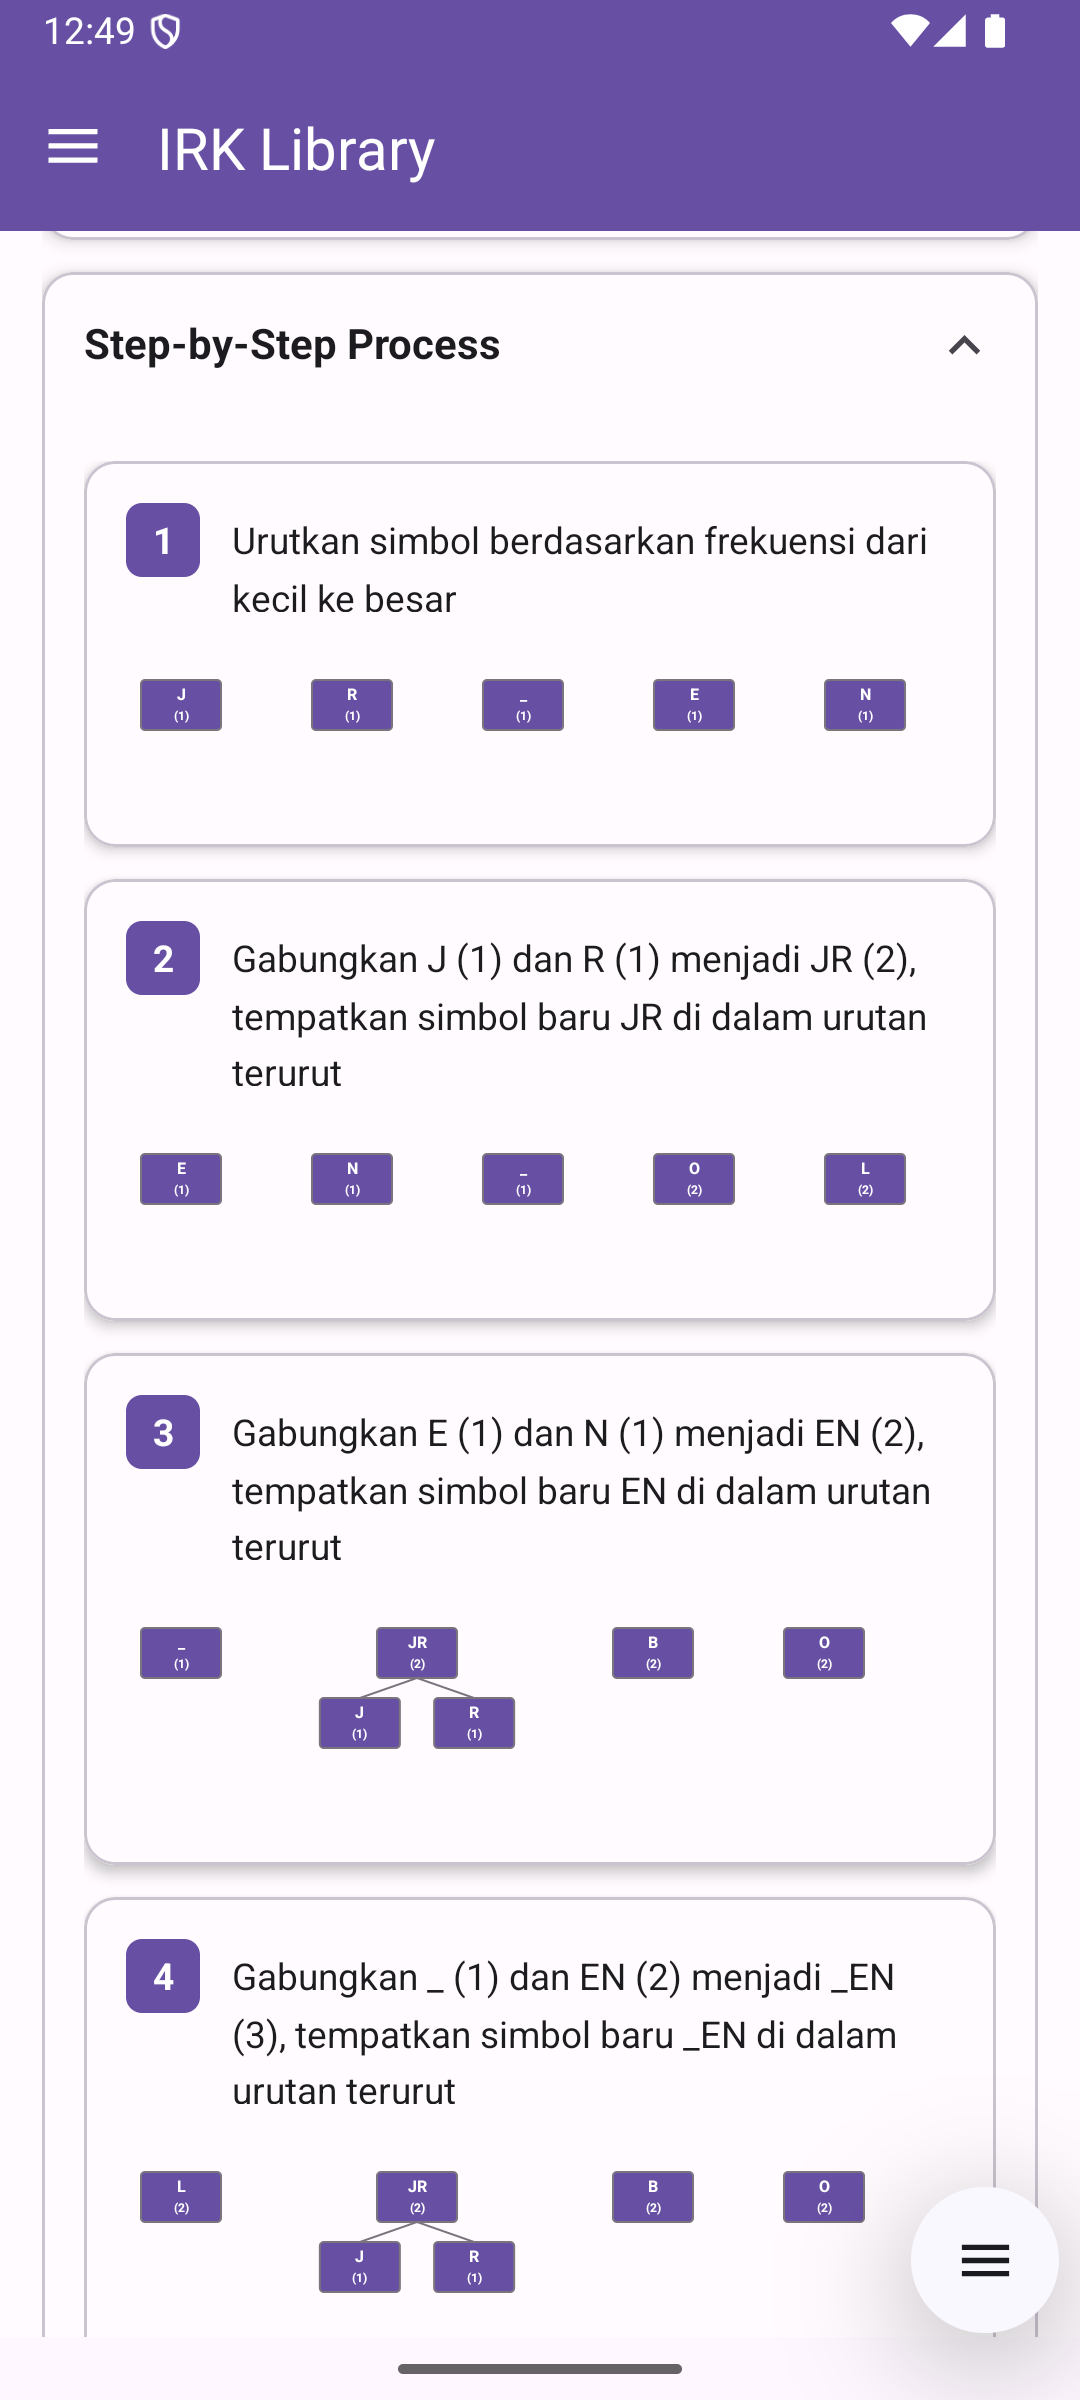 12:49
IRK Library
Step-by-Step Process
1
Urutkan simbol berdasarkan frekuensi dari
kecil ke besar
J
(1)
R
(1)
_
(1)
E
(1)
N
(1)
2
Gabungkan J (1) dan R (1) menjadi JR (2),
tempatkan simbol baru JR di dalam urutan
terurut
E
(1)
N
(1)
_
(1)
O
(2)
L
(2)
3
Gabungkan E (1) dan N (1) menjadi EN (2),
tempatkan simbol baru EN di dalam urutan
terurut
_
(1)
JR
(2)
B
(2)
O
(2)
J
(1)
R
(1)
4
Gabungkan _ (1) dan EN (2) menjadi _EN
(3), tempatkan simbol baru _EN di dalam
urutan terurut
L
(2)
JR
(2)
B
(2)
O
(2)
J
(1)
R
(1)